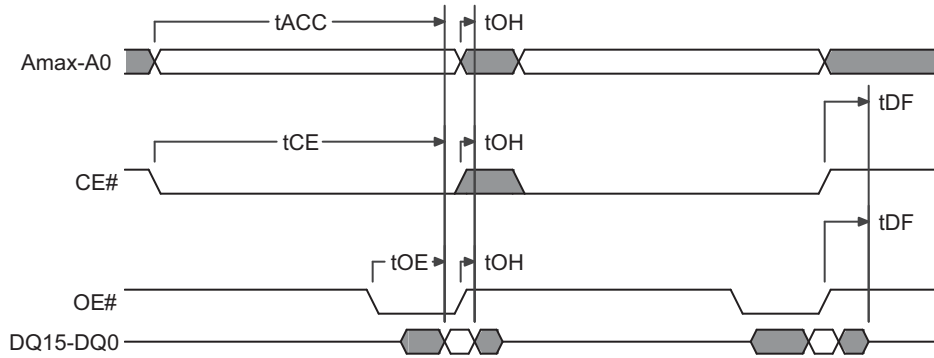 tACC tOH
Amax-A0
tDF
tCE tOH
CE#
tDF
tOE tOH
OE#
DQ15-DQ0